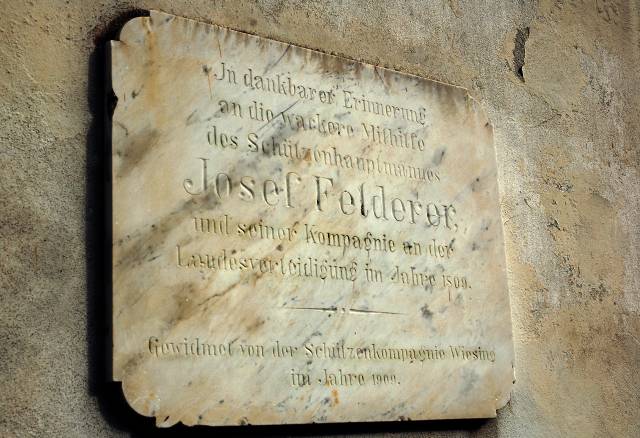 In dankbarer Erinnerung
an die wackere Mithilfe
des Schützenhauptmannes
Josef Felderer,
und seiner Kompagnie an der
Landesverteidigung im Jahre 1809.
Gewidmet von der Schützenkompagnie Wiesing
im Jahre 1909.